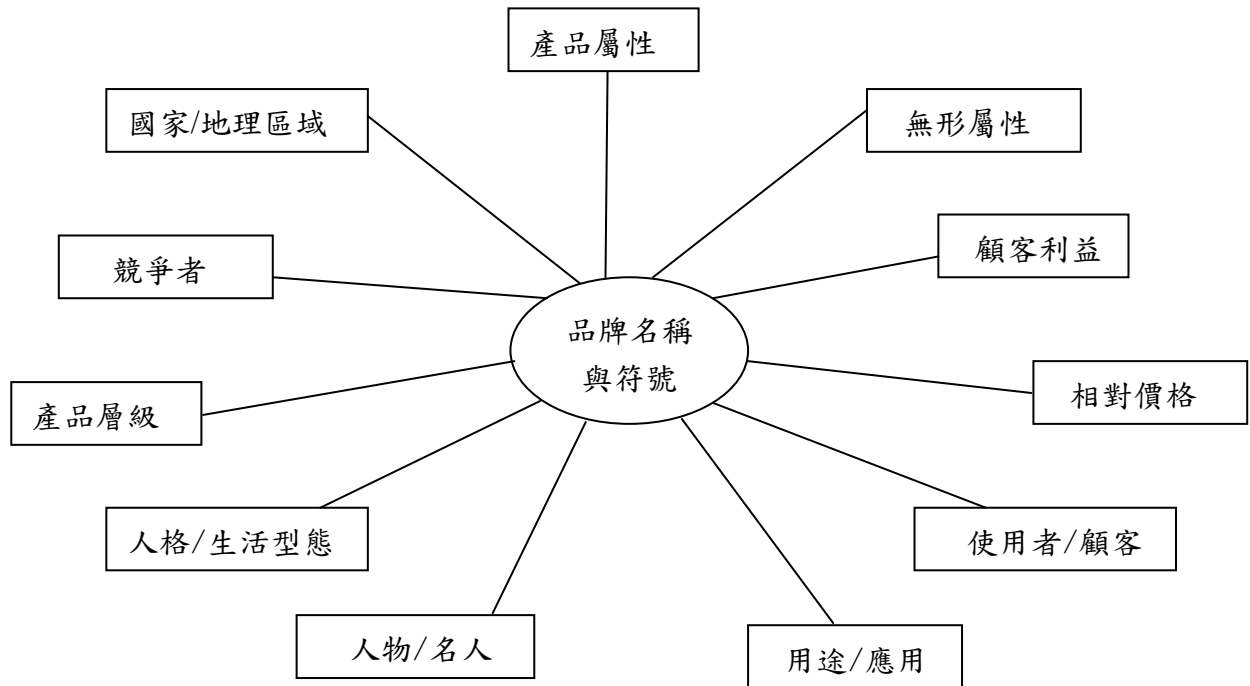 產品屬性
國家/地理區域
無形屬性
競爭者
顧客利益
品牌名稱
與符號
產品層級
相對價格
人格/生活型態
使用者/顧客
人物/名人
用途/應用